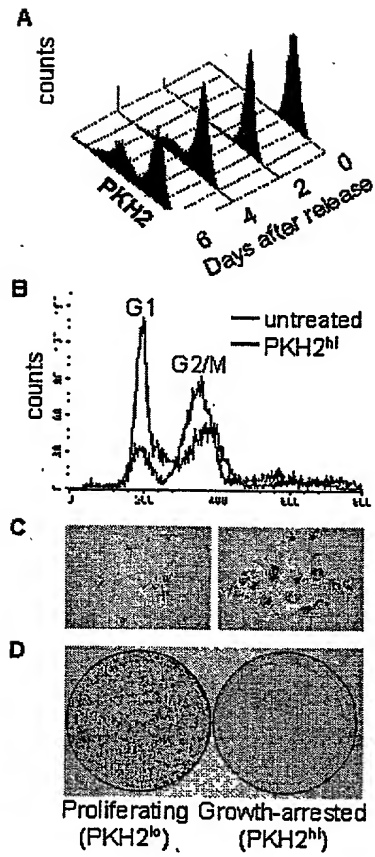 A
counts
PKH2
0
2
4
6
Days after release
B
G1
G2/M
untreated
PKH2hi
counts
C
D
Proliferating Growth-arrested
(PKH2lo) (PKH2hi)